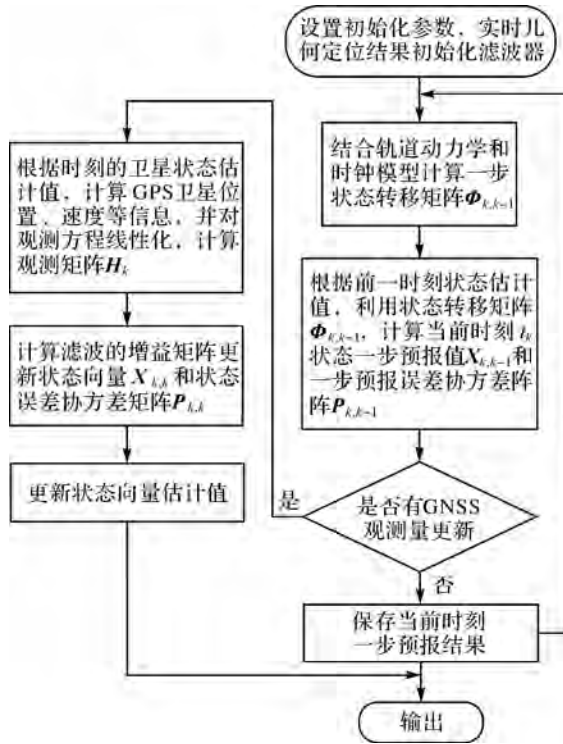 设置初始化参数，实时几
何定位结果初始化滤波器
结合轨道动力学和
时钟模型计算一步
状态转移矩阵Φk,k−1
根据前一时刻状态估计
值，利用状态转移矩阵
Φk,k−1，计算当前时刻 tk
状态一步预报值Xk,k−1和
一步预报误差协方差阵
阵Pk,k−1
是否有GNSS
观测量更新
是
否
根据时刻的卫星状态估
计值，计算GPS卫星位
置、速度等信息，并对
观测方程线性化，计算
观测矩阵Hk
计算滤波的增益矩阵更
新状态向量 Xk,k和状态
误差协方差矩阵Pk,k
更新状态向量估计值
保存当前时刻
一步预报结果
输出